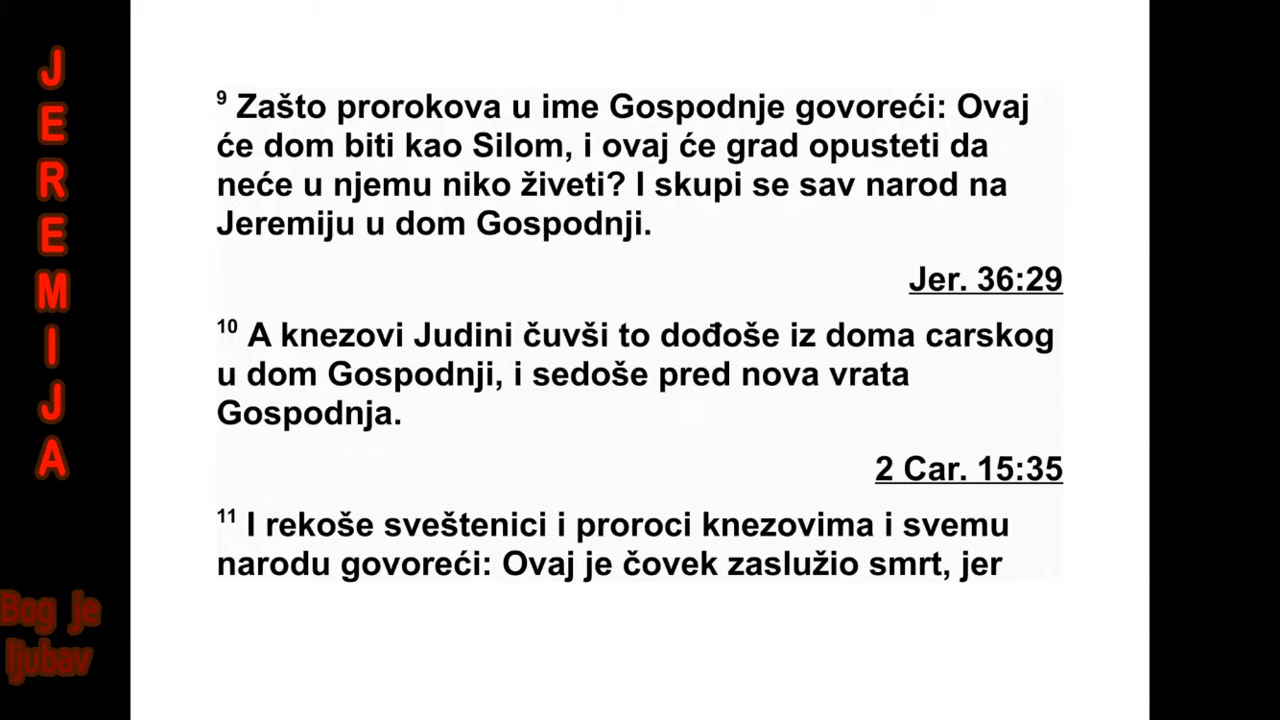 JEREMIJA
Bog je
ljubav
9 Zašto prorokova u ime Gospodnje govoreći: Ovaj
će dom biti kao Silom, i ovaj će grad opusteti da
neće u njemu niko živeti? I skupi se sav narod na
Jeremiju u dom Gospodnji.
Jer. 36:29
10 A knezovi Judini čuvši to dođoše iz doma carskog
u dom Gospodnji, i sedoše pred nova vrata
Gospodnja.
2 Car. 15:35
11 I rekoše sveštenici i proroci knezovima i svemu
narodu govoreći: Ovaj je čovek zaslužio smrt, jer